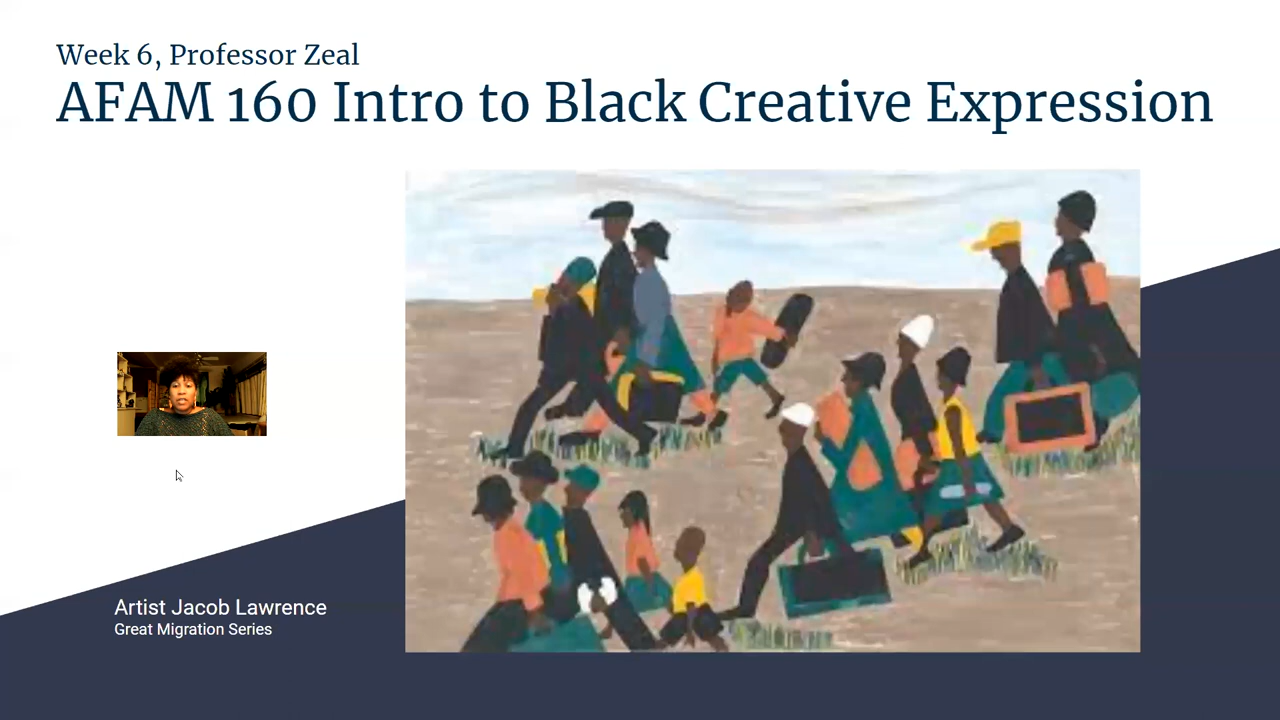 Week 6, Professor Zeal
AFAM 160 Intro to Black Creative Expression
Artist Jacob Lawrence
Great Migration Series